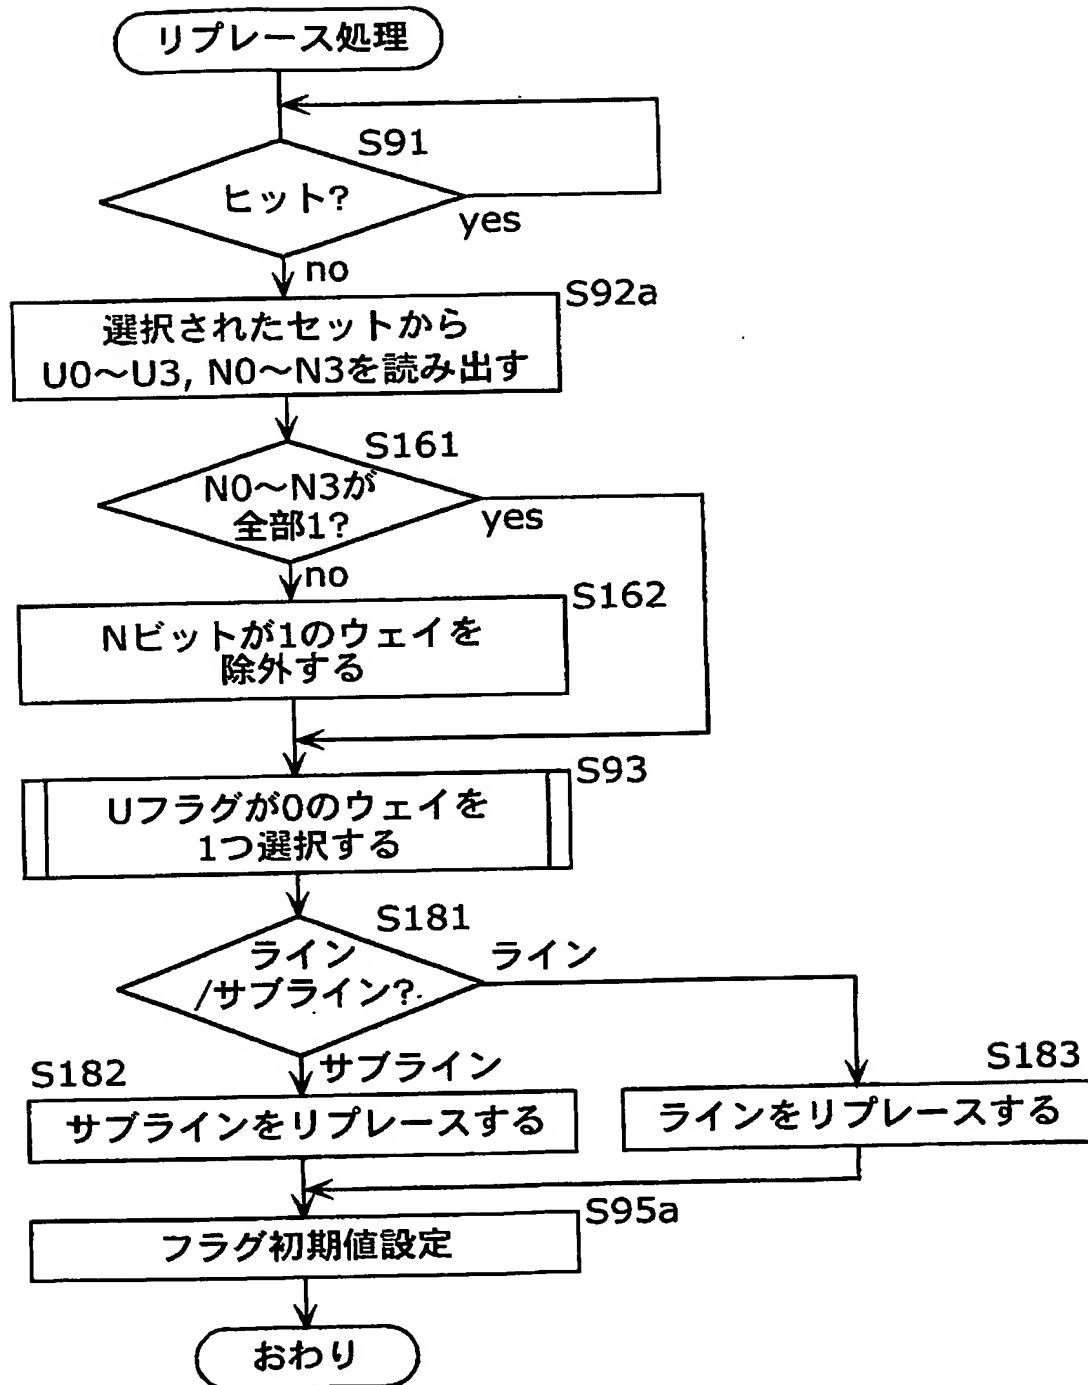 リプレース処理
S91
ヒット?
yes
no
S92a
選択されたセットから
U0～U3, N0～N3を読み出す
S161
N0～N3が
全部1?
yes
no
S162
Nビットが1のウェイを
除外する
S93
Uフラグが0のウェイを
1つ選択する
S181
ライン
/サブライン?
ライン
サブライン
S182
サブラインをリプレースする
S183
ラインをリプレースする
S95a
フラグ初期値設定
おわり